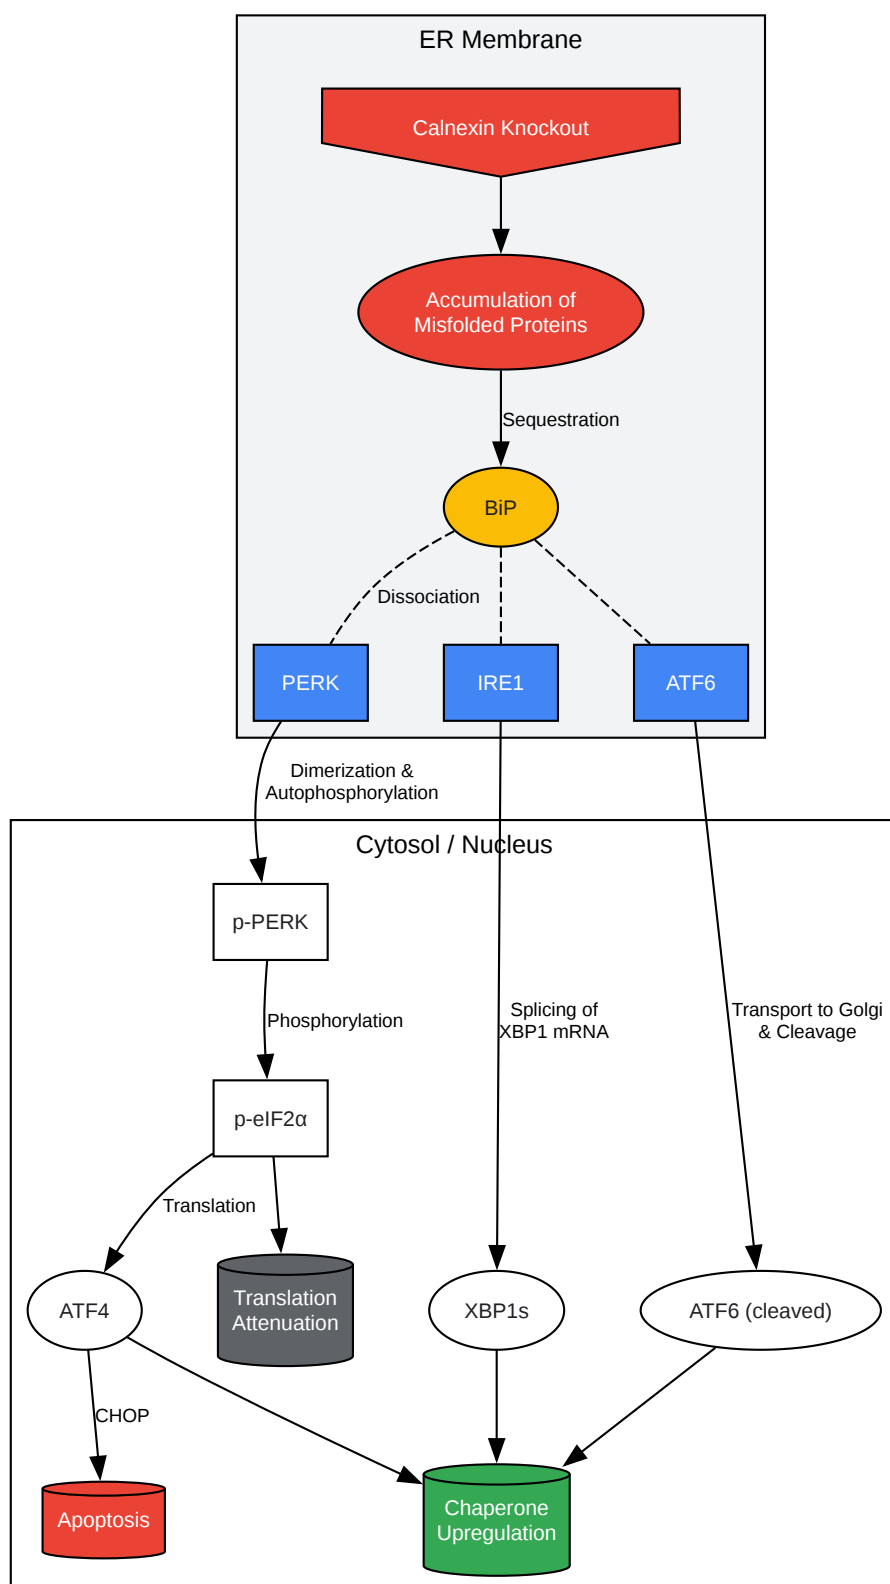 ER Membrane
Calnexin Knockout
Accumulation of
Misfolded Proteins
Sequestration
BiP
Dissociation
PERK
IRE1
ATF6
Dimerization &
Autophosphorylation
Cytosol / Nucleus
p-PERK
Splicing of
XBP1 mRNA
Transport to Golgi
& Cleavage
Phosphorylation
p-eIF2α
Translation
ATF4
Translation
Attenuation
XBP1s
ATF6 (cleaved)
CHOP
Apoptosis
Chaperone
Upregulation